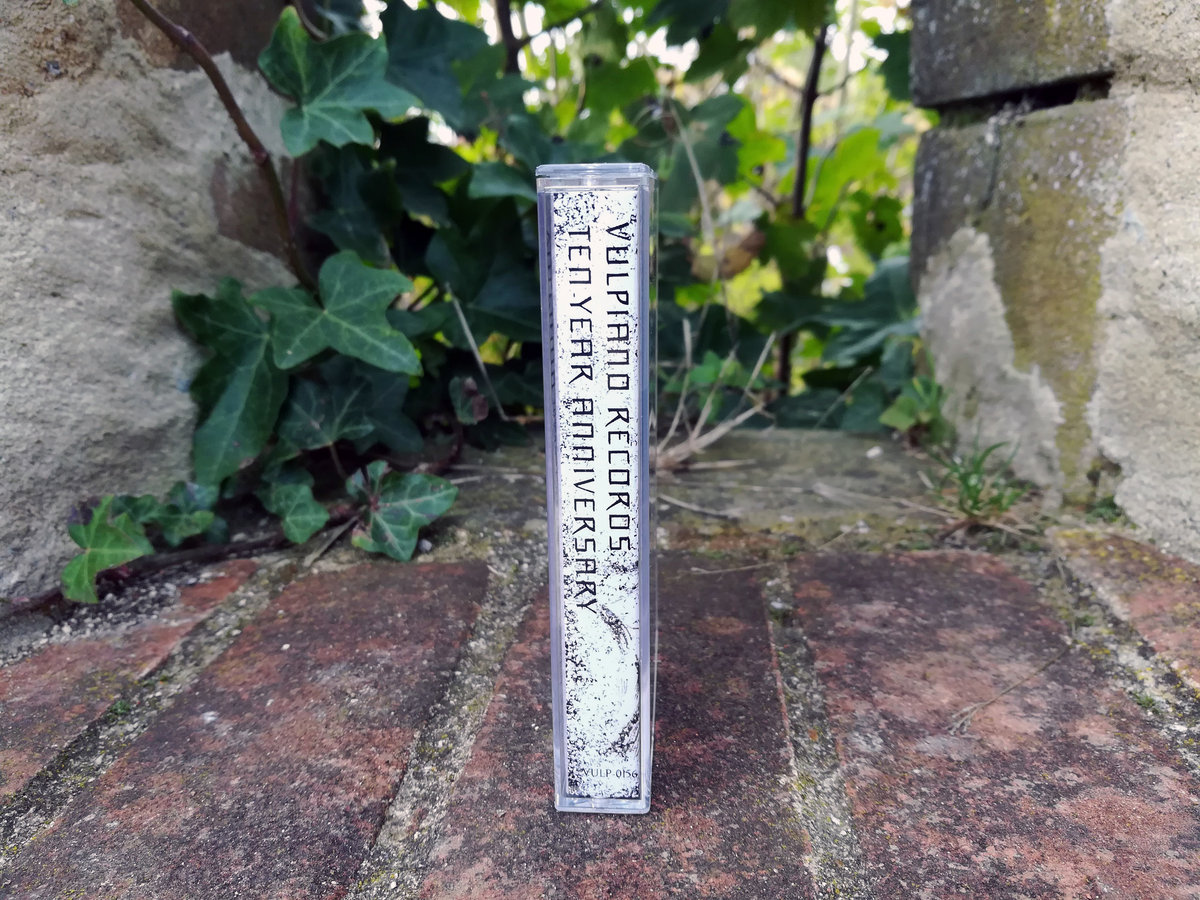 VULPIANO RECORDS
TEN-YEAR ANNIVERSARY
VULP-0156